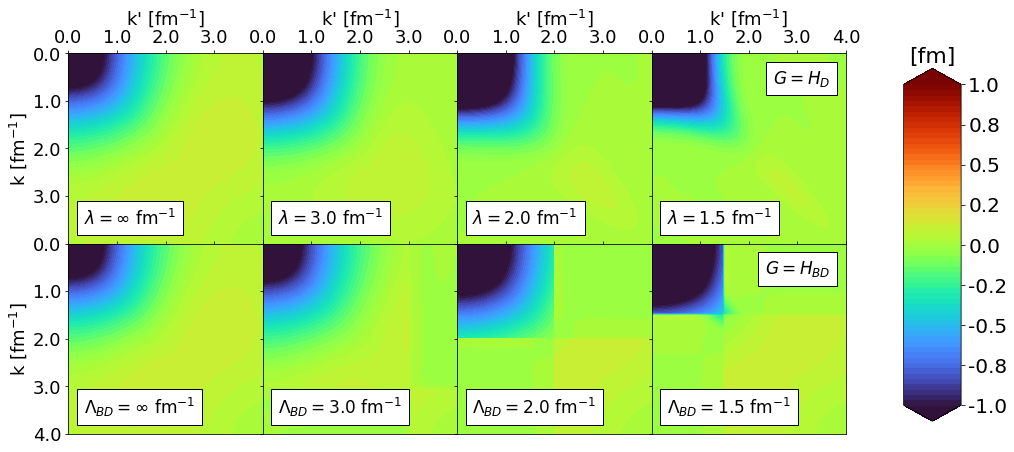 k' [fm⁻¹] k' [fm⁻¹] k' [fm⁻¹] k' [fm⁻¹]
0.0 1.0 2.0 3.0 0.0 1.0 2.0 3.0 0.0 1.0 2.0 3.0 0.0 1.0 2.0 3.0 4.0
[fm]
0.0
1.0
2.0
3.0
k [fm⁻¹]
G = H_D
λ = ∞ fm⁻¹
λ = 3.0 fm⁻¹
λ = 2.0 fm⁻¹
λ = 1.5 fm⁻¹
0.0
1.0
2.0
3.0
4.0
k [fm⁻¹]
G = H_BD
Λ_BD = ∞ fm⁻¹
Λ_BD = 3.0 fm⁻¹
Λ_BD = 2.0 fm⁻¹
Λ_BD = 1.5 fm⁻¹
1.0
0.8
0.5
0.2
0.0
-0.2
-0.5
-0.8
-1.0